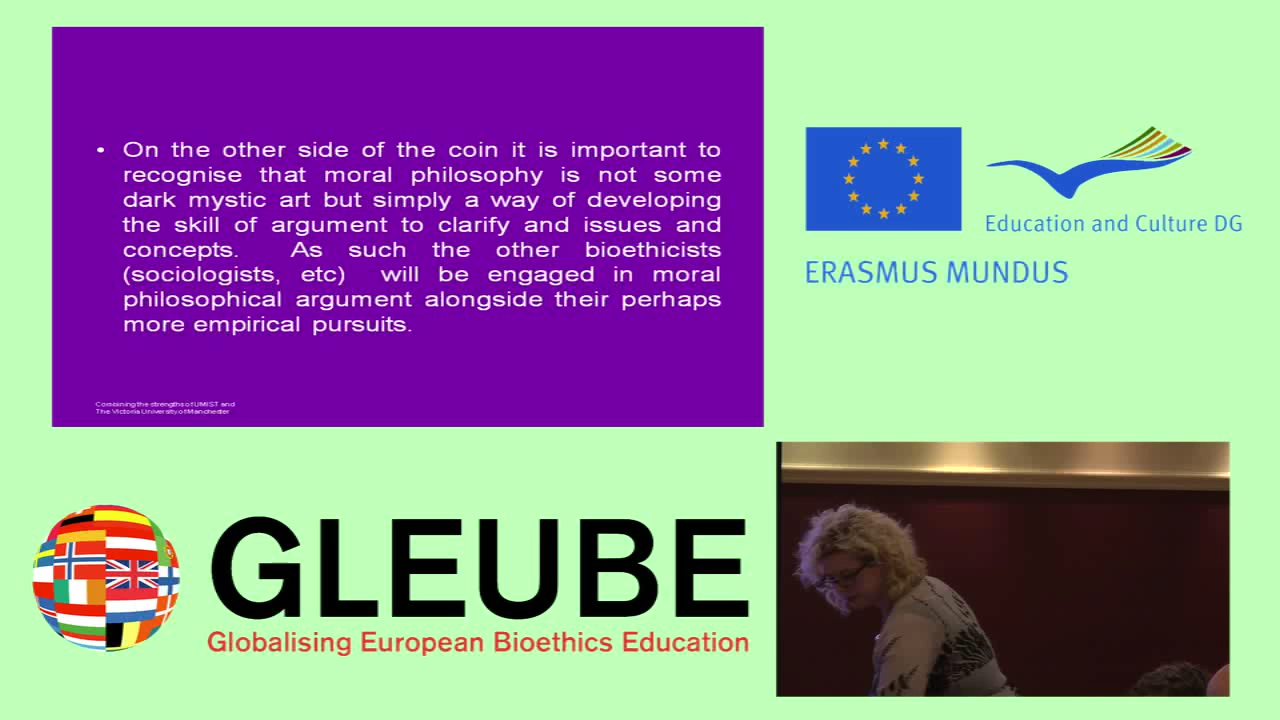 • On the other side of the coin it is important to
recognise that moral philosophy is not some
dark mystic art but simply a way of developing
the skill of argument to clarify and issues and
concepts. As such the other bioethicists
(sociologists, etc) will be engaged in moral
philosophical argument alongside their perhaps
more empirical pursuits.
Combining the strengths of UMIST and
The Victoria University of Manchester
Education and Culture DG
ERASMUS MUNDUS
GLEUBE
Globalising European Bioethics Education